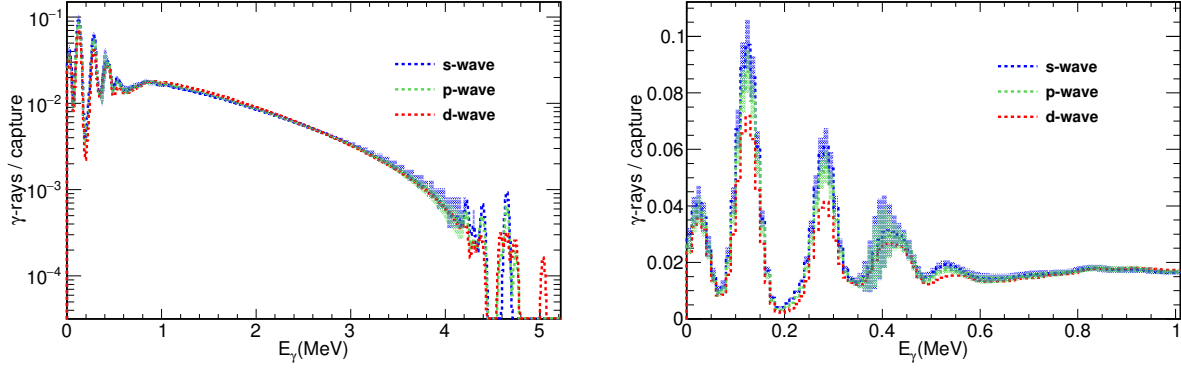 γ-rays / capture
10⁻¹
10⁻²
10⁻³
10⁻⁴
s-wave
p-wave
d-wave
0 1 2 3 4 5
E_γ(MeV)
γ-rays / capture
0.1
0.08
0.06
0.04
0.02
0
s-wave
p-wave
d-wave
0 0.2 0.4 0.6 0.8 1
E_γ(MeV)